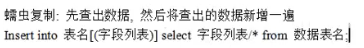 蠕虫复制: 先查出数据, 然后将查出的数据新增一遍
Insert into 表名[(字段列表)] select 字段列表/* from 数据表名;